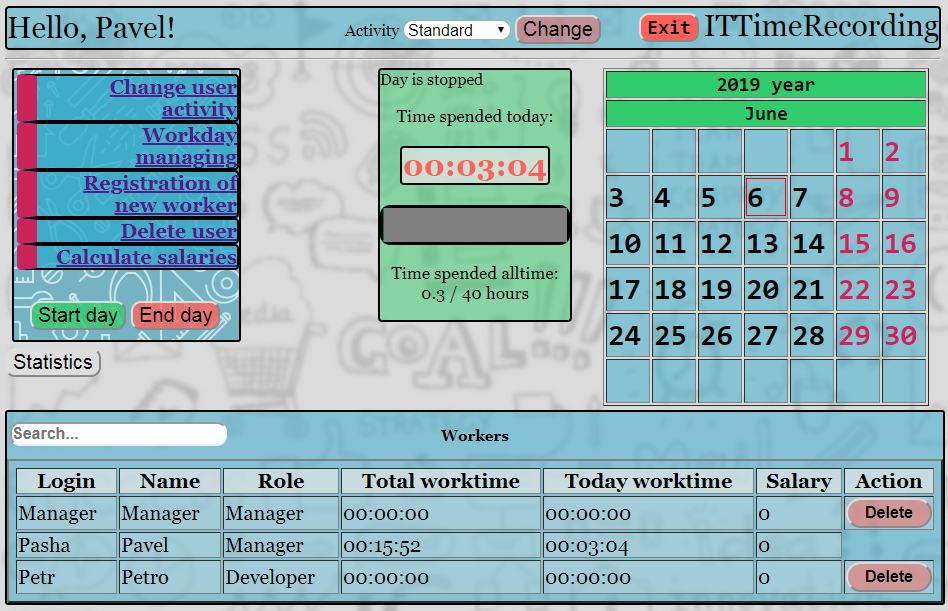 Hello, Pavel!
Activity Standard Change
Exit ITTimeRecording
Change user
activity
Workday
managing
Registration of
new worker
Delete user
Calculate salaries
Start day End day
Statistics
Day is stopped
Time spended today:
00:03:04
Time spended alltime:
0.3 / 40 hours
2019 year
June
1 2
3 4 5 6 7 8 9
10 11 12 13 14 15 16
17 18 19 20 21 22 23
24 25 26 27 28 29 30
GOAL!
Search...
Workers
Login Name Role Total worktime Today worktime Salary Action
Manager Manager Manager 00:00:00 00:00:00 0 Delete
Pasha Pavel Manager 00:15:52 00:03:04 0
Petr Petro Developer 00:00:00 00:00:00 0 Delete